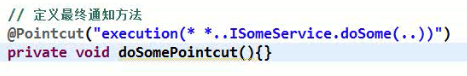 // 定义最终通知方法
@Pointcut("execution(* *..ISomeService.doSome(..))")
private void doSomePointcut(){}